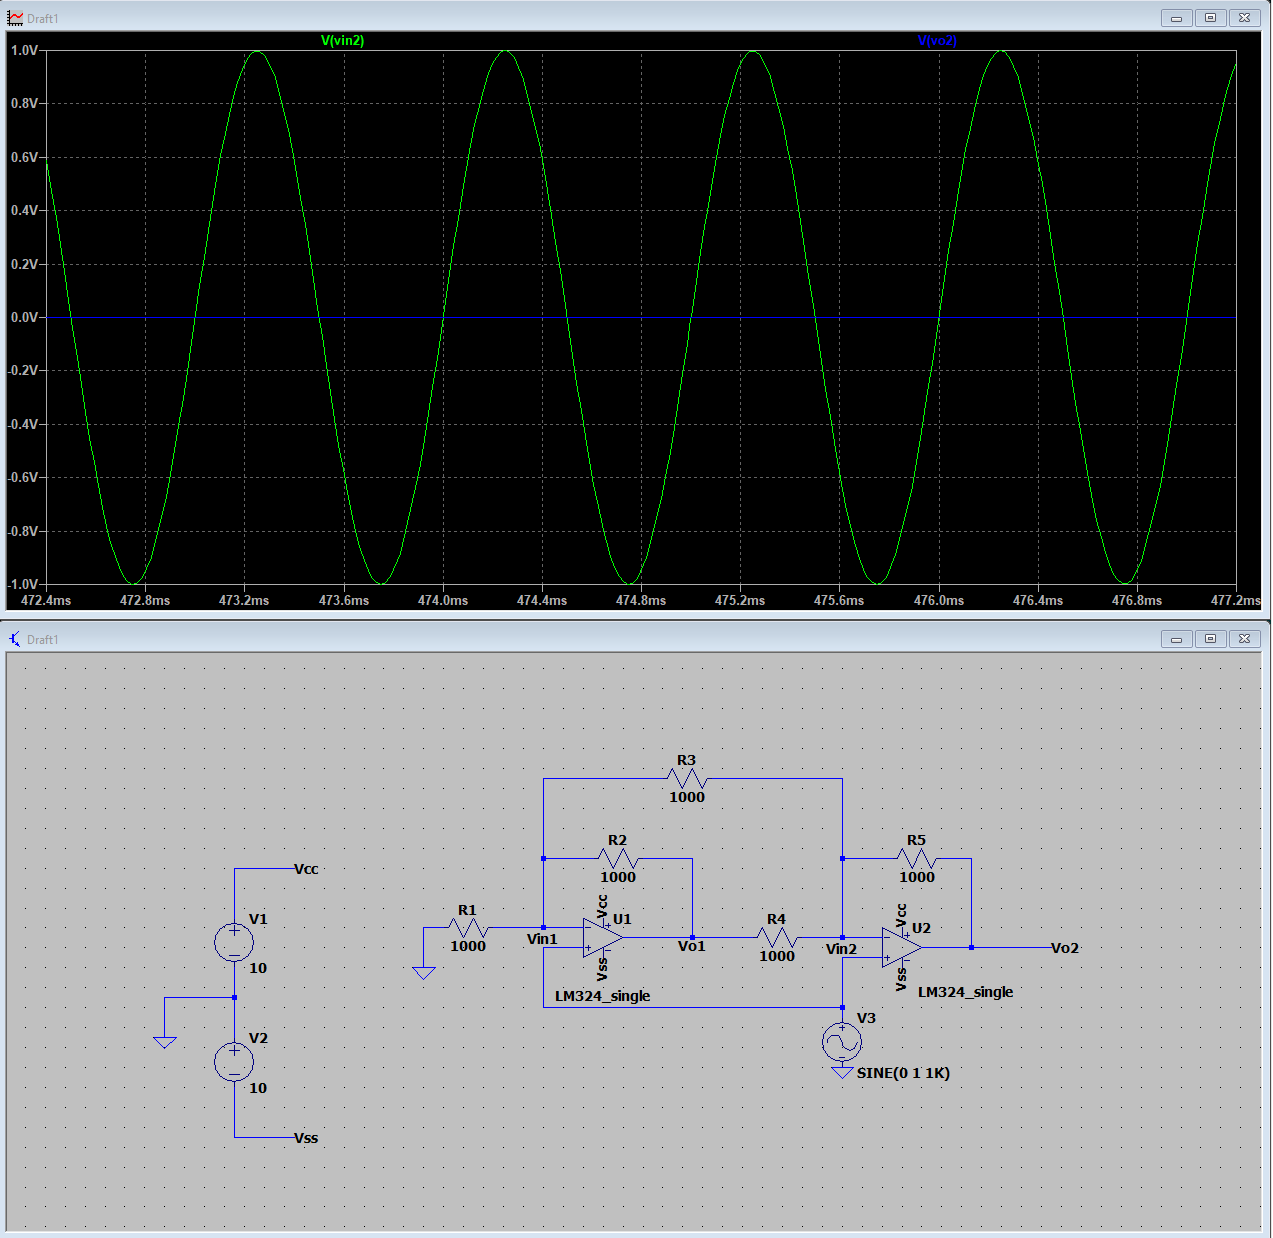 Draft1
V(vin2) V(vo2)
1.0V
0.8V
0.6V
0.4V
0.2V
0.0V
-0.2V
-0.4V
-0.6V
-0.8V
-1.0V
472.4ms 472.8ms 473.2ms 473.6ms 474.0ms 474.4ms 474.8ms 475.2ms 475.6ms 476.0ms 476.4ms 476.8ms 477.2ms
Draft1
R3
1000
R2
1000
R5
1000
Vcc
V1
10
R1
1000
Vin1
Vcc
U1
Vss
LM324_single
Vo1
R4
1000
Vin2
Vcc
U2
Vss
LM324_single
Vo2
V3
SINE(0 1 1K)
V2
10
Vss